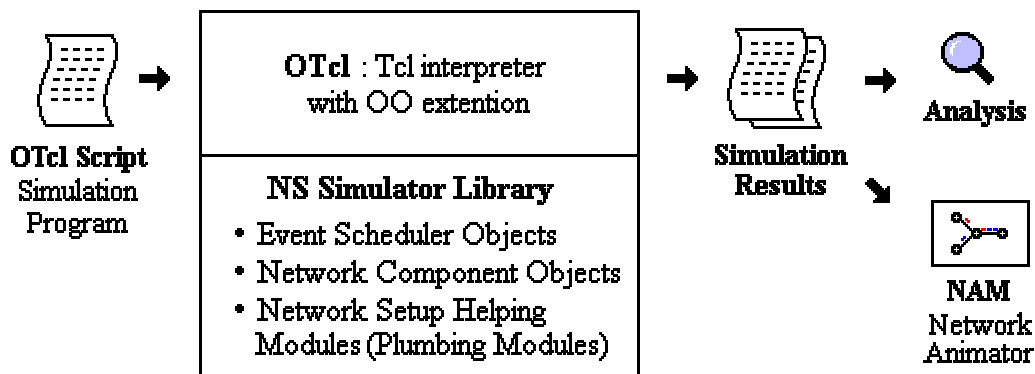 OTcl Script
Simulation
Program
OTcl : Tcl interpreter
with OO extention
NS Simulator Library
• Event Scheduler Objects
• Network Component Objects
• Network Setup Helping
Modules (Plumbing Modules)
Simulation
Results
Analysis
NAM
Network
Animator